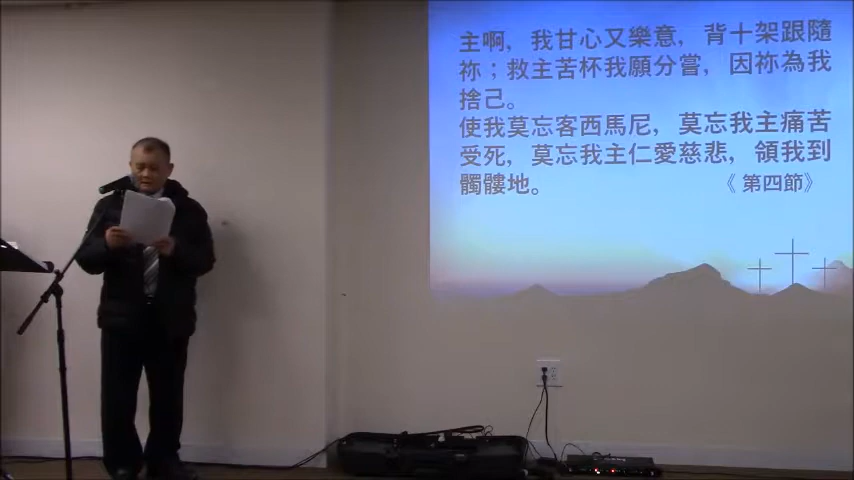 主啊，我甘心又樂意，背十架跟隨
祢；救主苦杯我願分嘗，因祢為我
捨己。
使我莫忘客西馬尼，莫忘我主痛苦
受死，莫忘我主仁愛慈悲，領我到
髑髏地。 《 第四節》